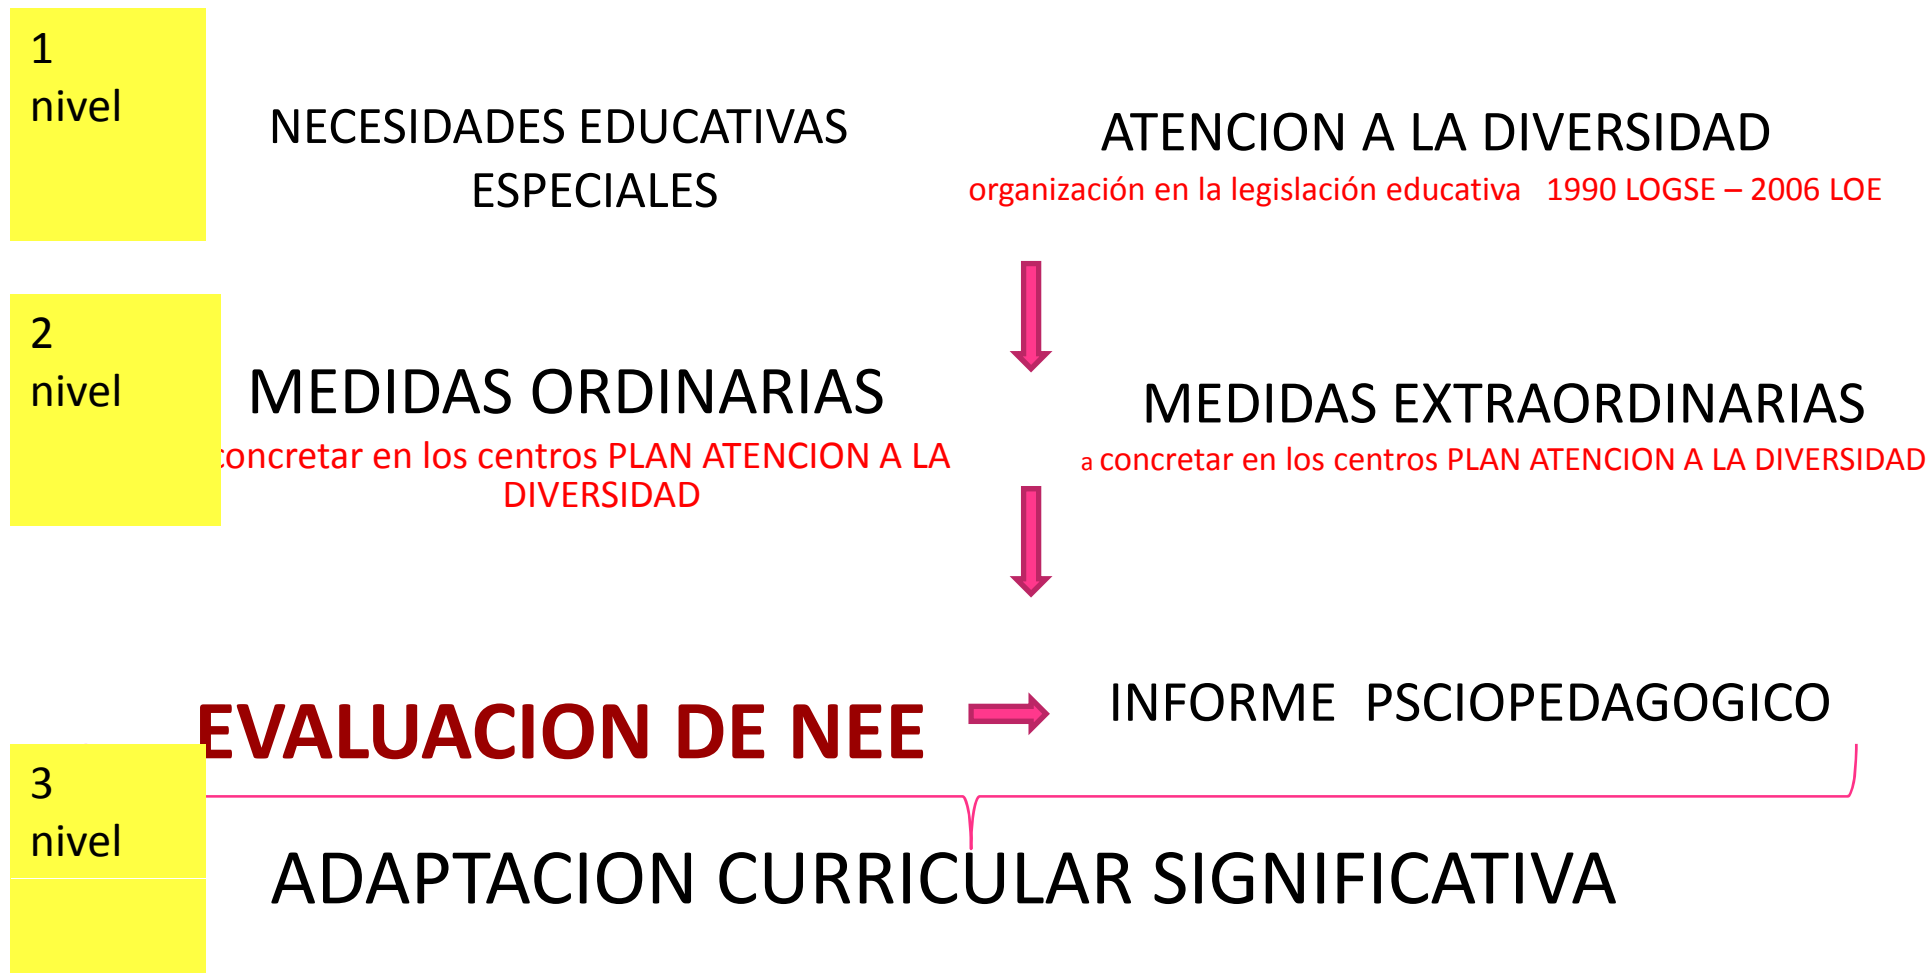 1
nivel
NECESIDADES EDUCATIVAS
ESPECIALES
ATENCION A LA DIVERSIDAD
organización en la legislación educativa 1990 LOGSE – 2006 LOE
2
nivel
MEDIDAS ORDINARIAS
concretar en los centros PLAN ATENCION A LA
DIVERSIDAD
MEDIDAS EXTRAORDINARIAS
a concretar en los centros PLAN ATENCION A LA DIVERSIDAD
EVALUACION DE NEE
INFORME PSCIOPEDAGOGICO
3
nivel
ADAPTACION CURRICULAR SIGNIFICATIVA